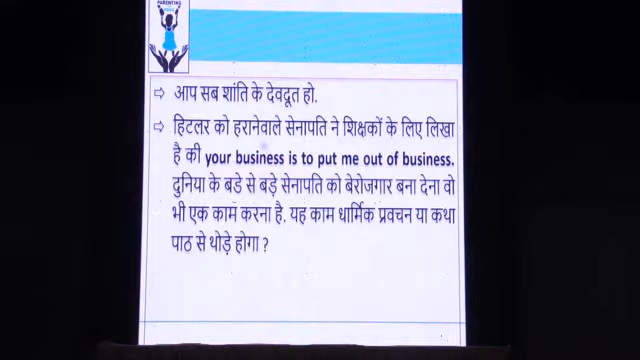 PARENTING
आप सब शांति के देवदूत हो.
हिटलर को हरानेवाले सेनापति ने शिक्षकों के लिए लिखा
है की your business is to put me out of business.
दुनिया के बडे से बड़े सेनापति को बेरोजगार बना देना वो
भी एक काम करना है. यह काम धार्मिक प्रवचन या कथा
पाठ से थोड़े होगा ?